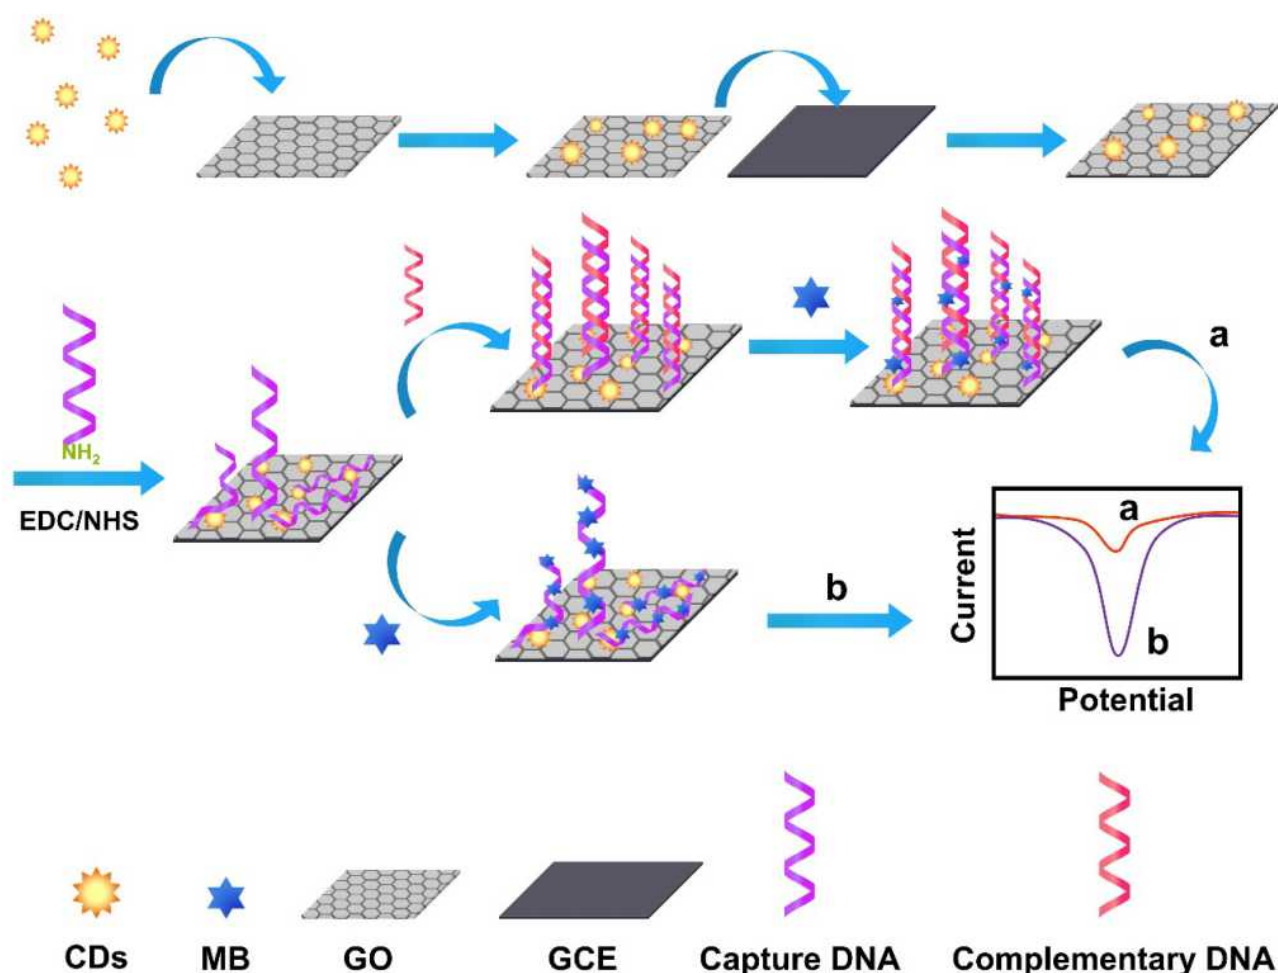 NH2
EDC/NHS
a
b
a
b
Current
Potential
CDs MB GO GCE Capture DNA Complementary DNA